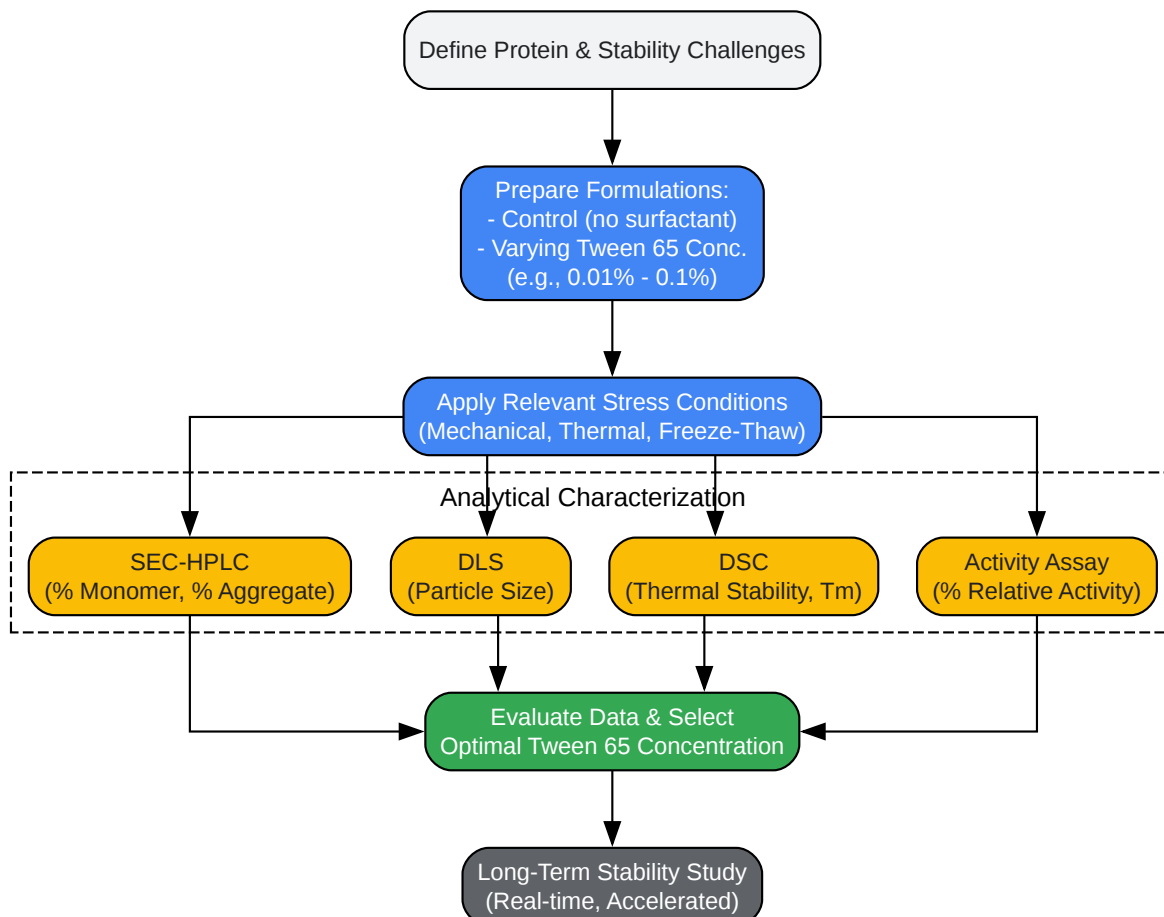 Define Protein & Stability Challenges
Prepare Formulations:
- Control (no surfactant)
- Varying Tween 65 Conc.
(e.g., 0.01% - 0.1%)
Apply Relevant Stress Conditions
(Mechanical, Thermal, Freeze-Thaw)
Analytical Characterization
SEC-HPLC
(% Monomer, % Aggregate)
DLS
(Particle Size)
DSC
(Thermal Stability, Tm)
Activity Assay
(% Relative Activity)
Evaluate Data & Select
Optimal Tween 65 Concentration
Long-Term Stability Study
(Real-time, Accelerated)